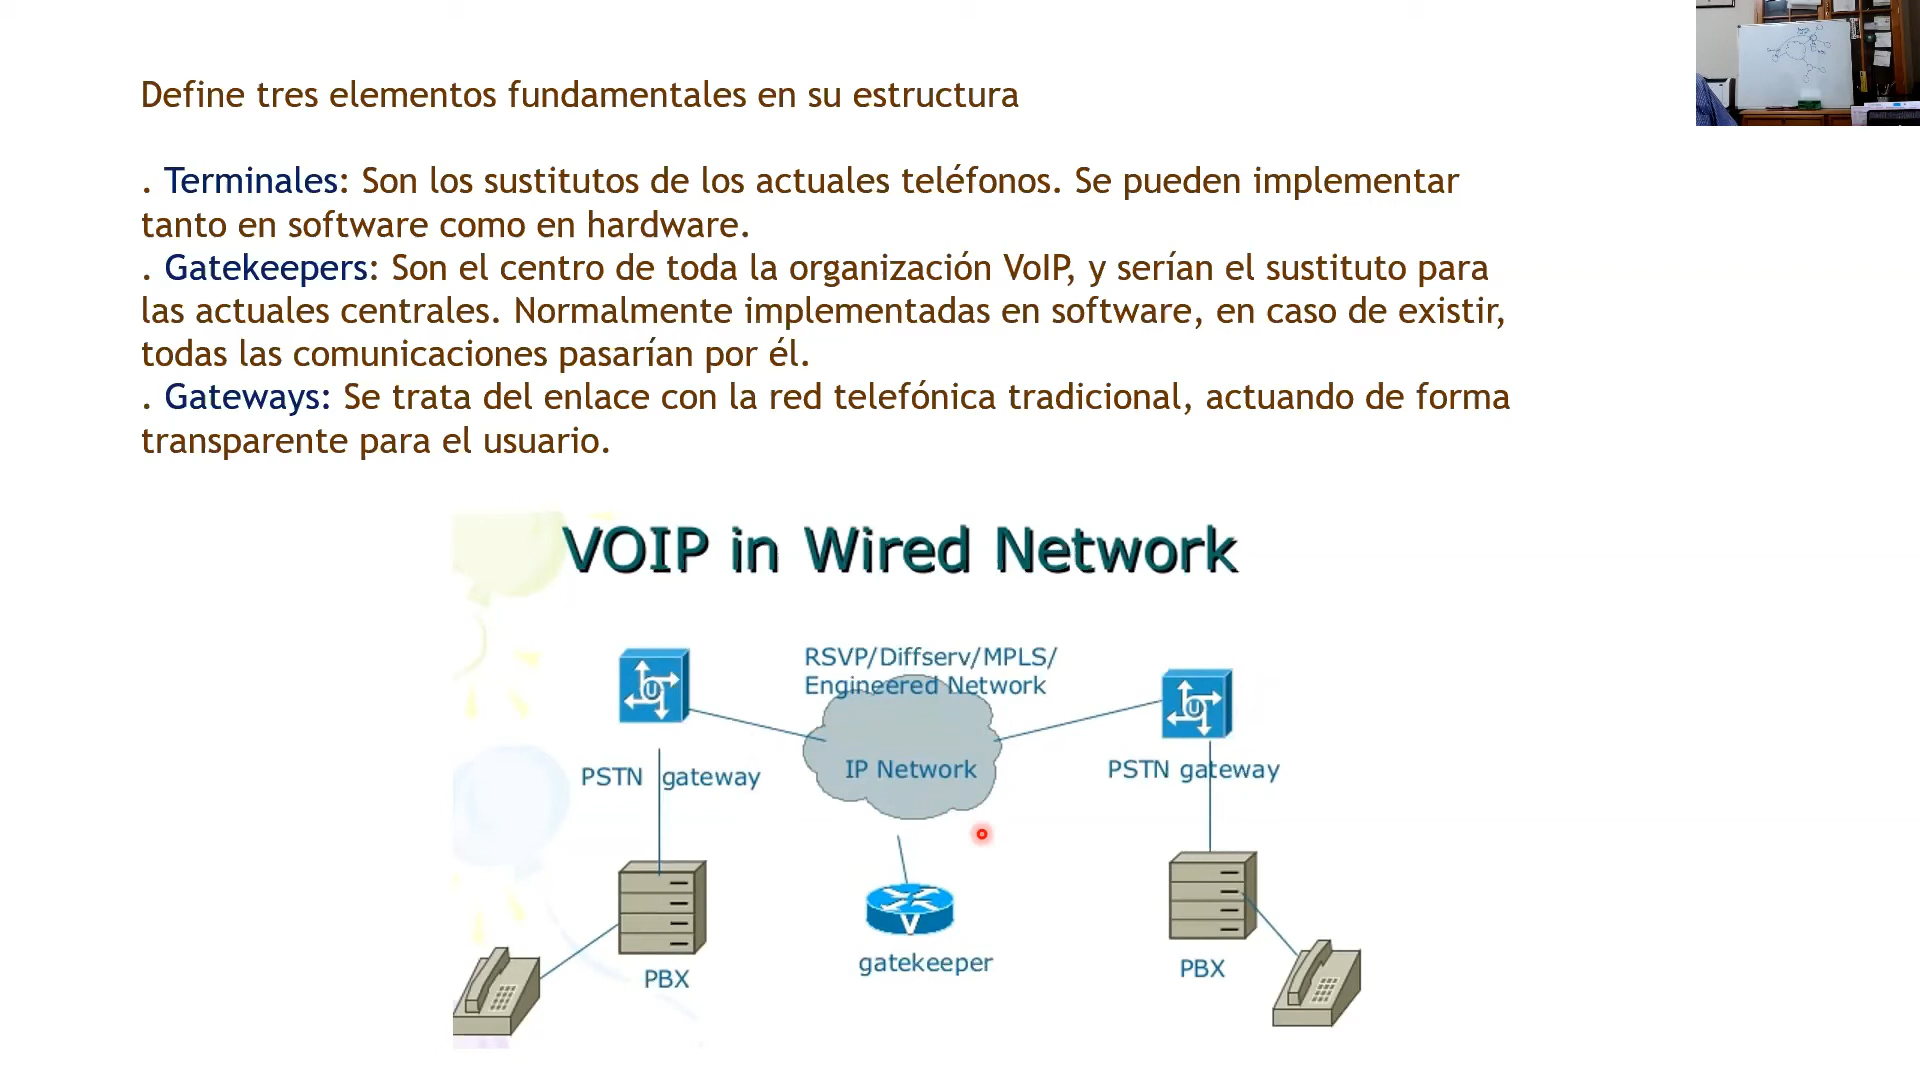 Define tres elementos fundamentales en su estructura
. Terminales: Son los sustitutos de los actuales teléfonos. Se pueden implementar
tanto en software como en hardware.
. Gatekeepers: Son el centro de toda la organización VoIP, y serían el sustituto para
las actuales centrales. Normalmente implementadas en software, en caso de existir,
todas las comunicaciones pasarían por él.
. Gateways: Se trata del enlace con la red telefónica tradicional, actuando de forma
transparente para el usuario.
VOIP in Wired Network
RSVP/Diffserv/MPLS/
Engineered Network
U
U
IP Network
PSTN gateway
PSTN gateway
V
gatekeeper
PBX
PBX